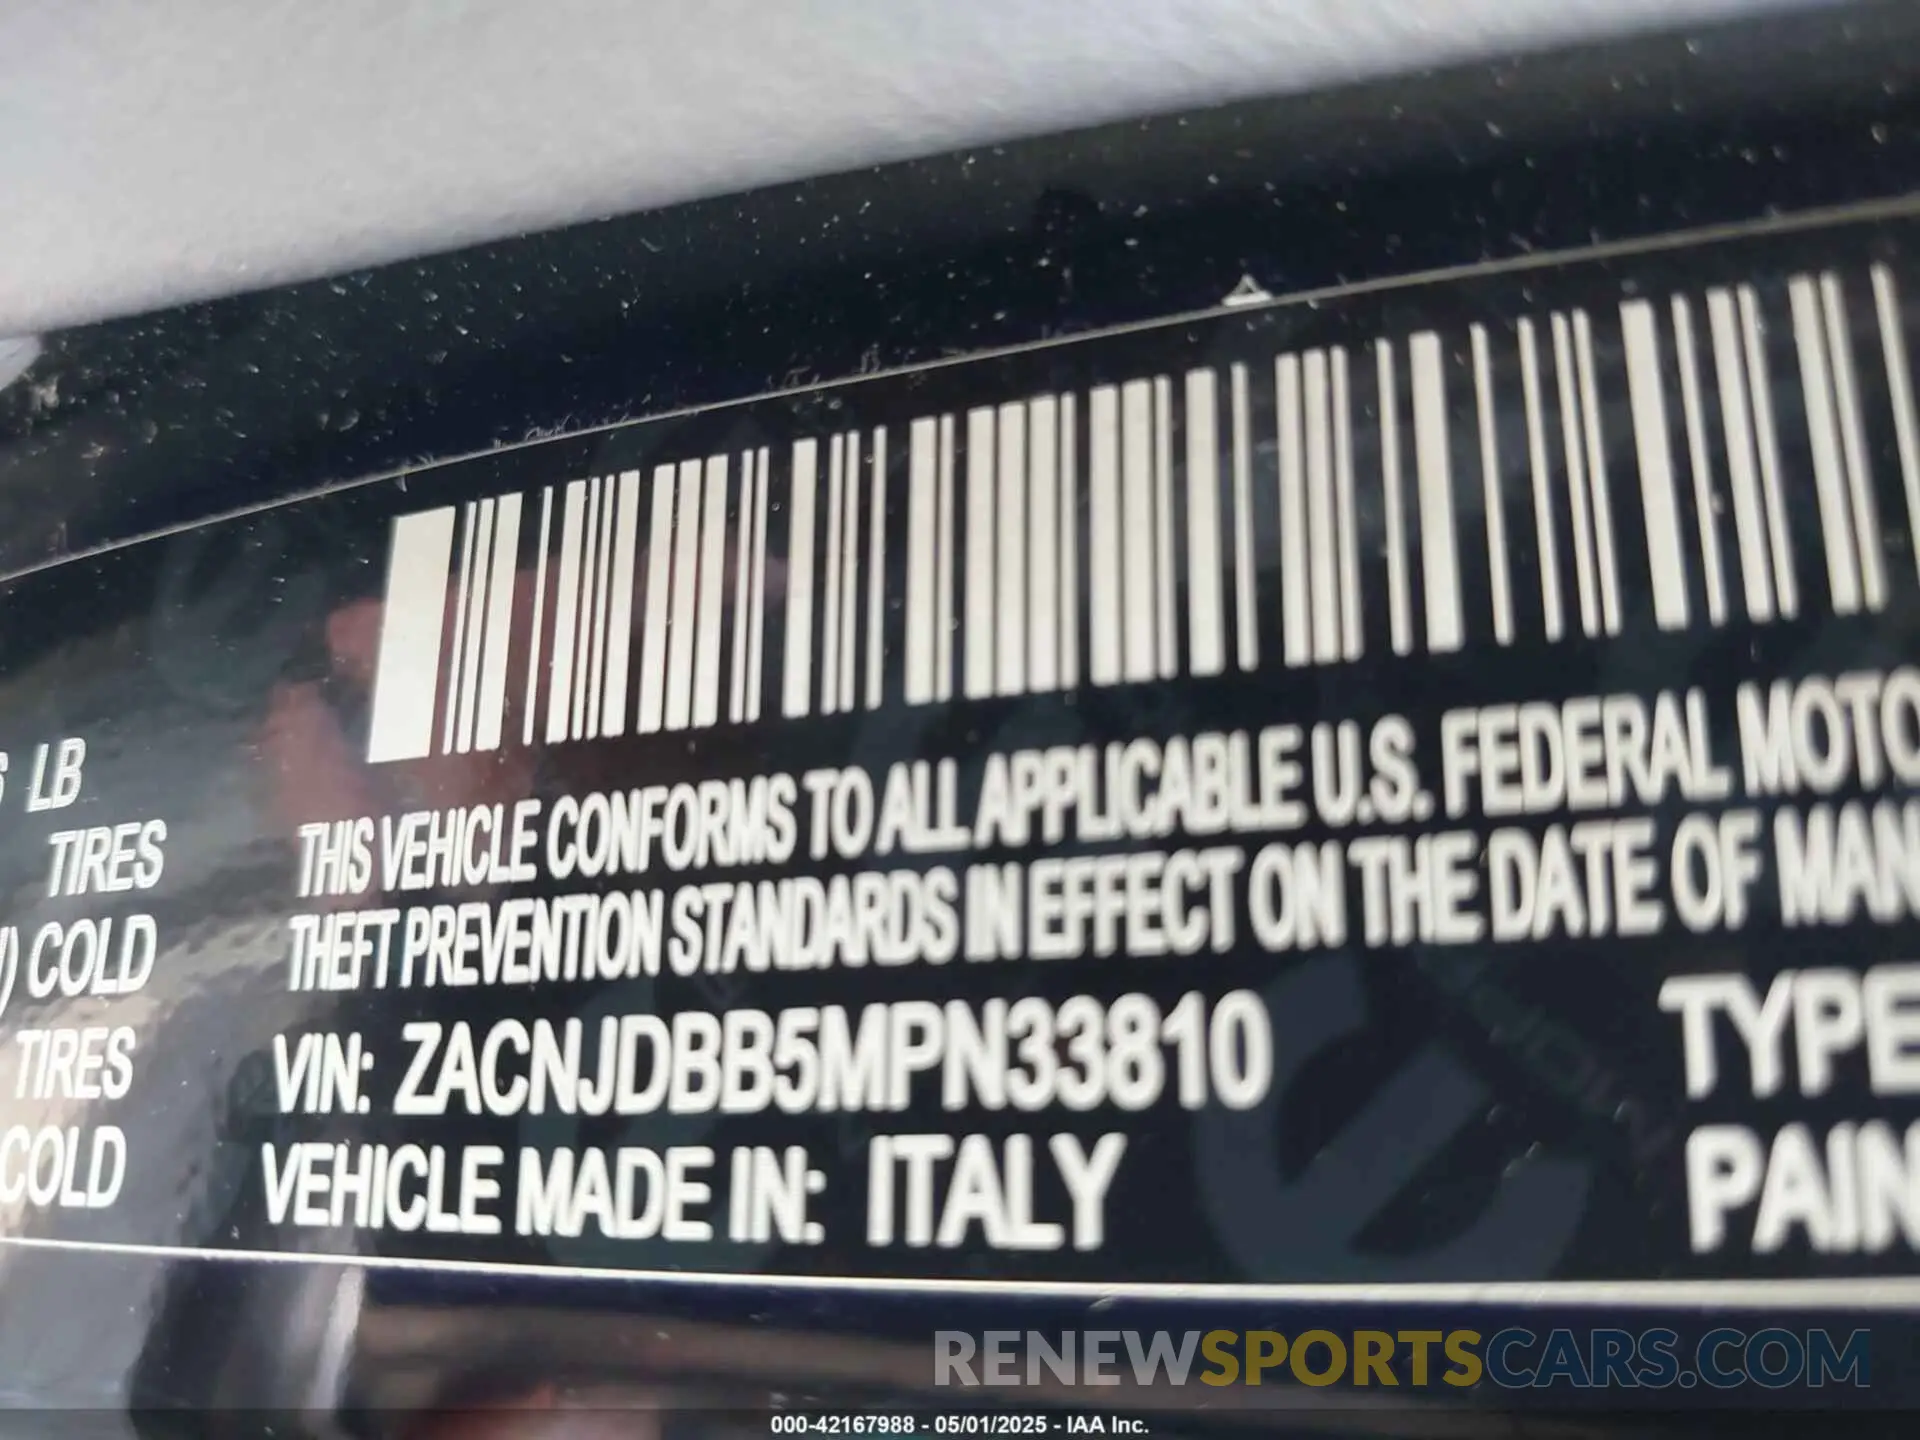 LB
TIRES
COLD
TIRES
COLD
THIS VEHICLE CONFORMS TO ALL APPLICABLE U.S. FEDERAL MOTO
THEFT PREVENTION STANDARDS IN EFFECT ON THE DATE OF MAN
VIN: ZACNJDBB5MPN33810
VEHICLE MADE IN: ITALY
TYPE
PAIN
RENEWSPORTSCARS.COM
000-42167988 - 05/01/2025 - IAA Inc.